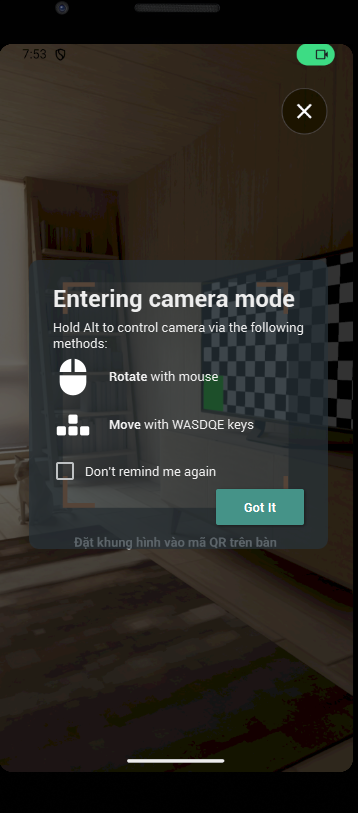 7:53
Entering camera mode
Hold Alt to control camera via the following
methods:
Rotate with mouse
Move with WASDQE keys
Don't remind me again
Got It
Đặt khung hình vào mã QR trên bàn